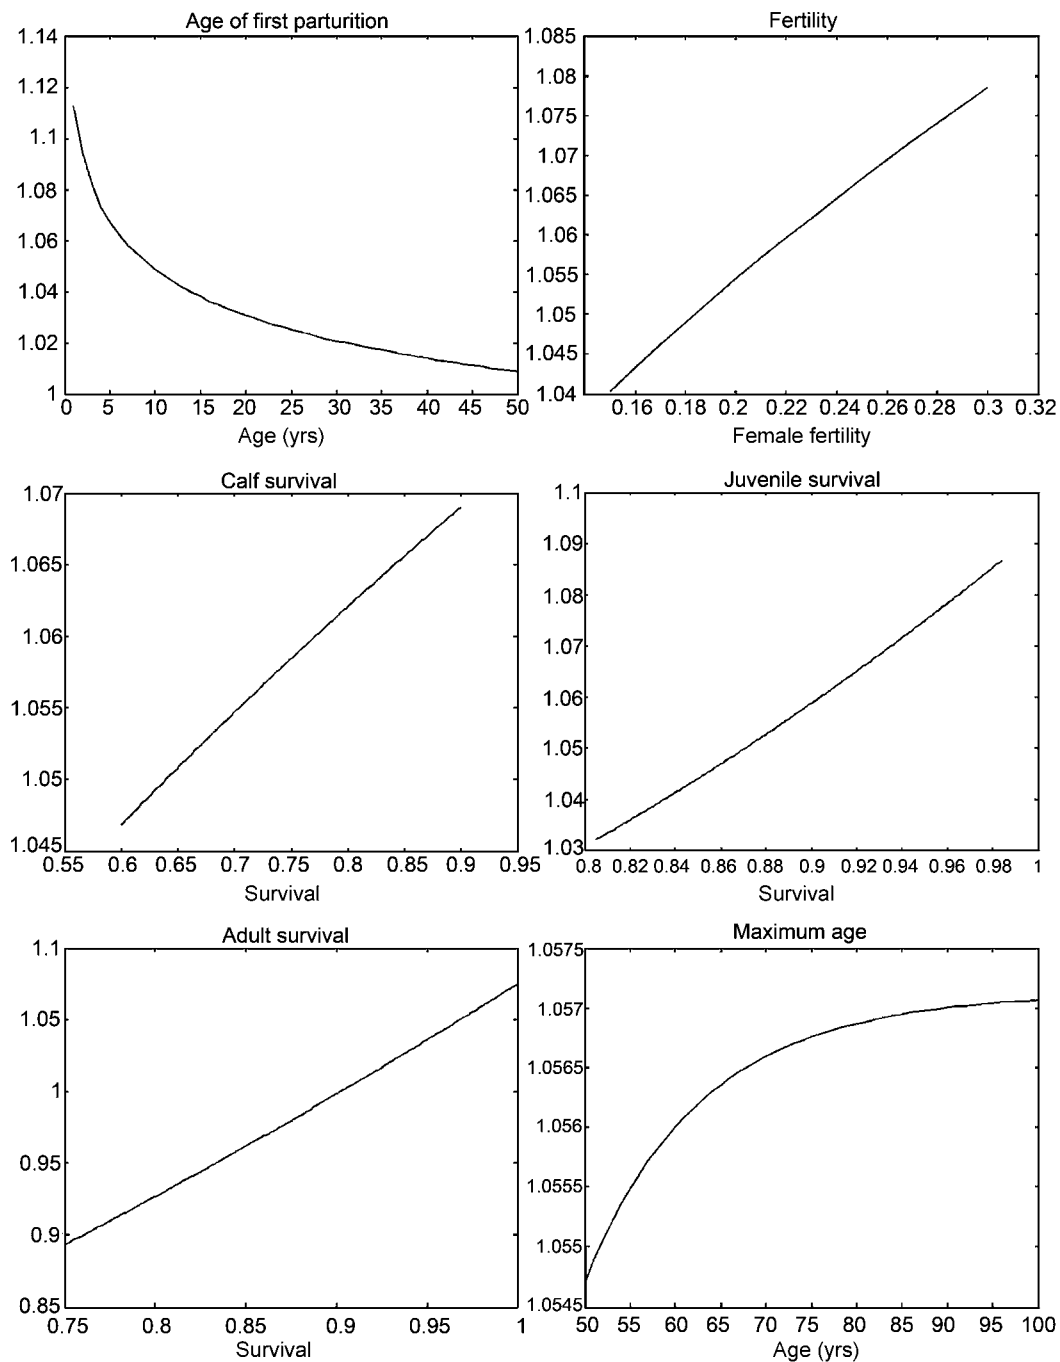 Age of first parturition
1.14
1.12
1.1
1.08
1.06
1.04
1.02
1
0 5 10 15 20 25 30 35 40 45 50
Age (yrs)
Fertility
1.085
1.08
1.075
1.07
1.065
1.06
1.055
1.05
1.045
1.04
0.16 0.18 0.2 0.22 0.24 0.26 0.28 0.3 0.32
Female fertility
Calf survival
1.07
1.065
1.06
1.055
1.05
1.045
0.55 0.6 0.65 0.7 0.75 0.8 0.85 0.9 0.95
Survival
Juvenile survival
1.1
1.09
1.08
1.07
1.06
1.05
1.04
1.03
0.8 0.82 0.84 0.86 0.88 0.9 0.92 0.94 0.96 0.98 1
Survival
Adult survival
1.1
1.05
1
0.95
0.9
0.85
0.75 0.8 0.85 0.9 0.95 1
Survival
Maximum age
1.0575
1.057
1.0565
1.056
1.0555
1.055
1.0545
50 55 60 65 70 75 80 85 90 95 100
Age (yrs)